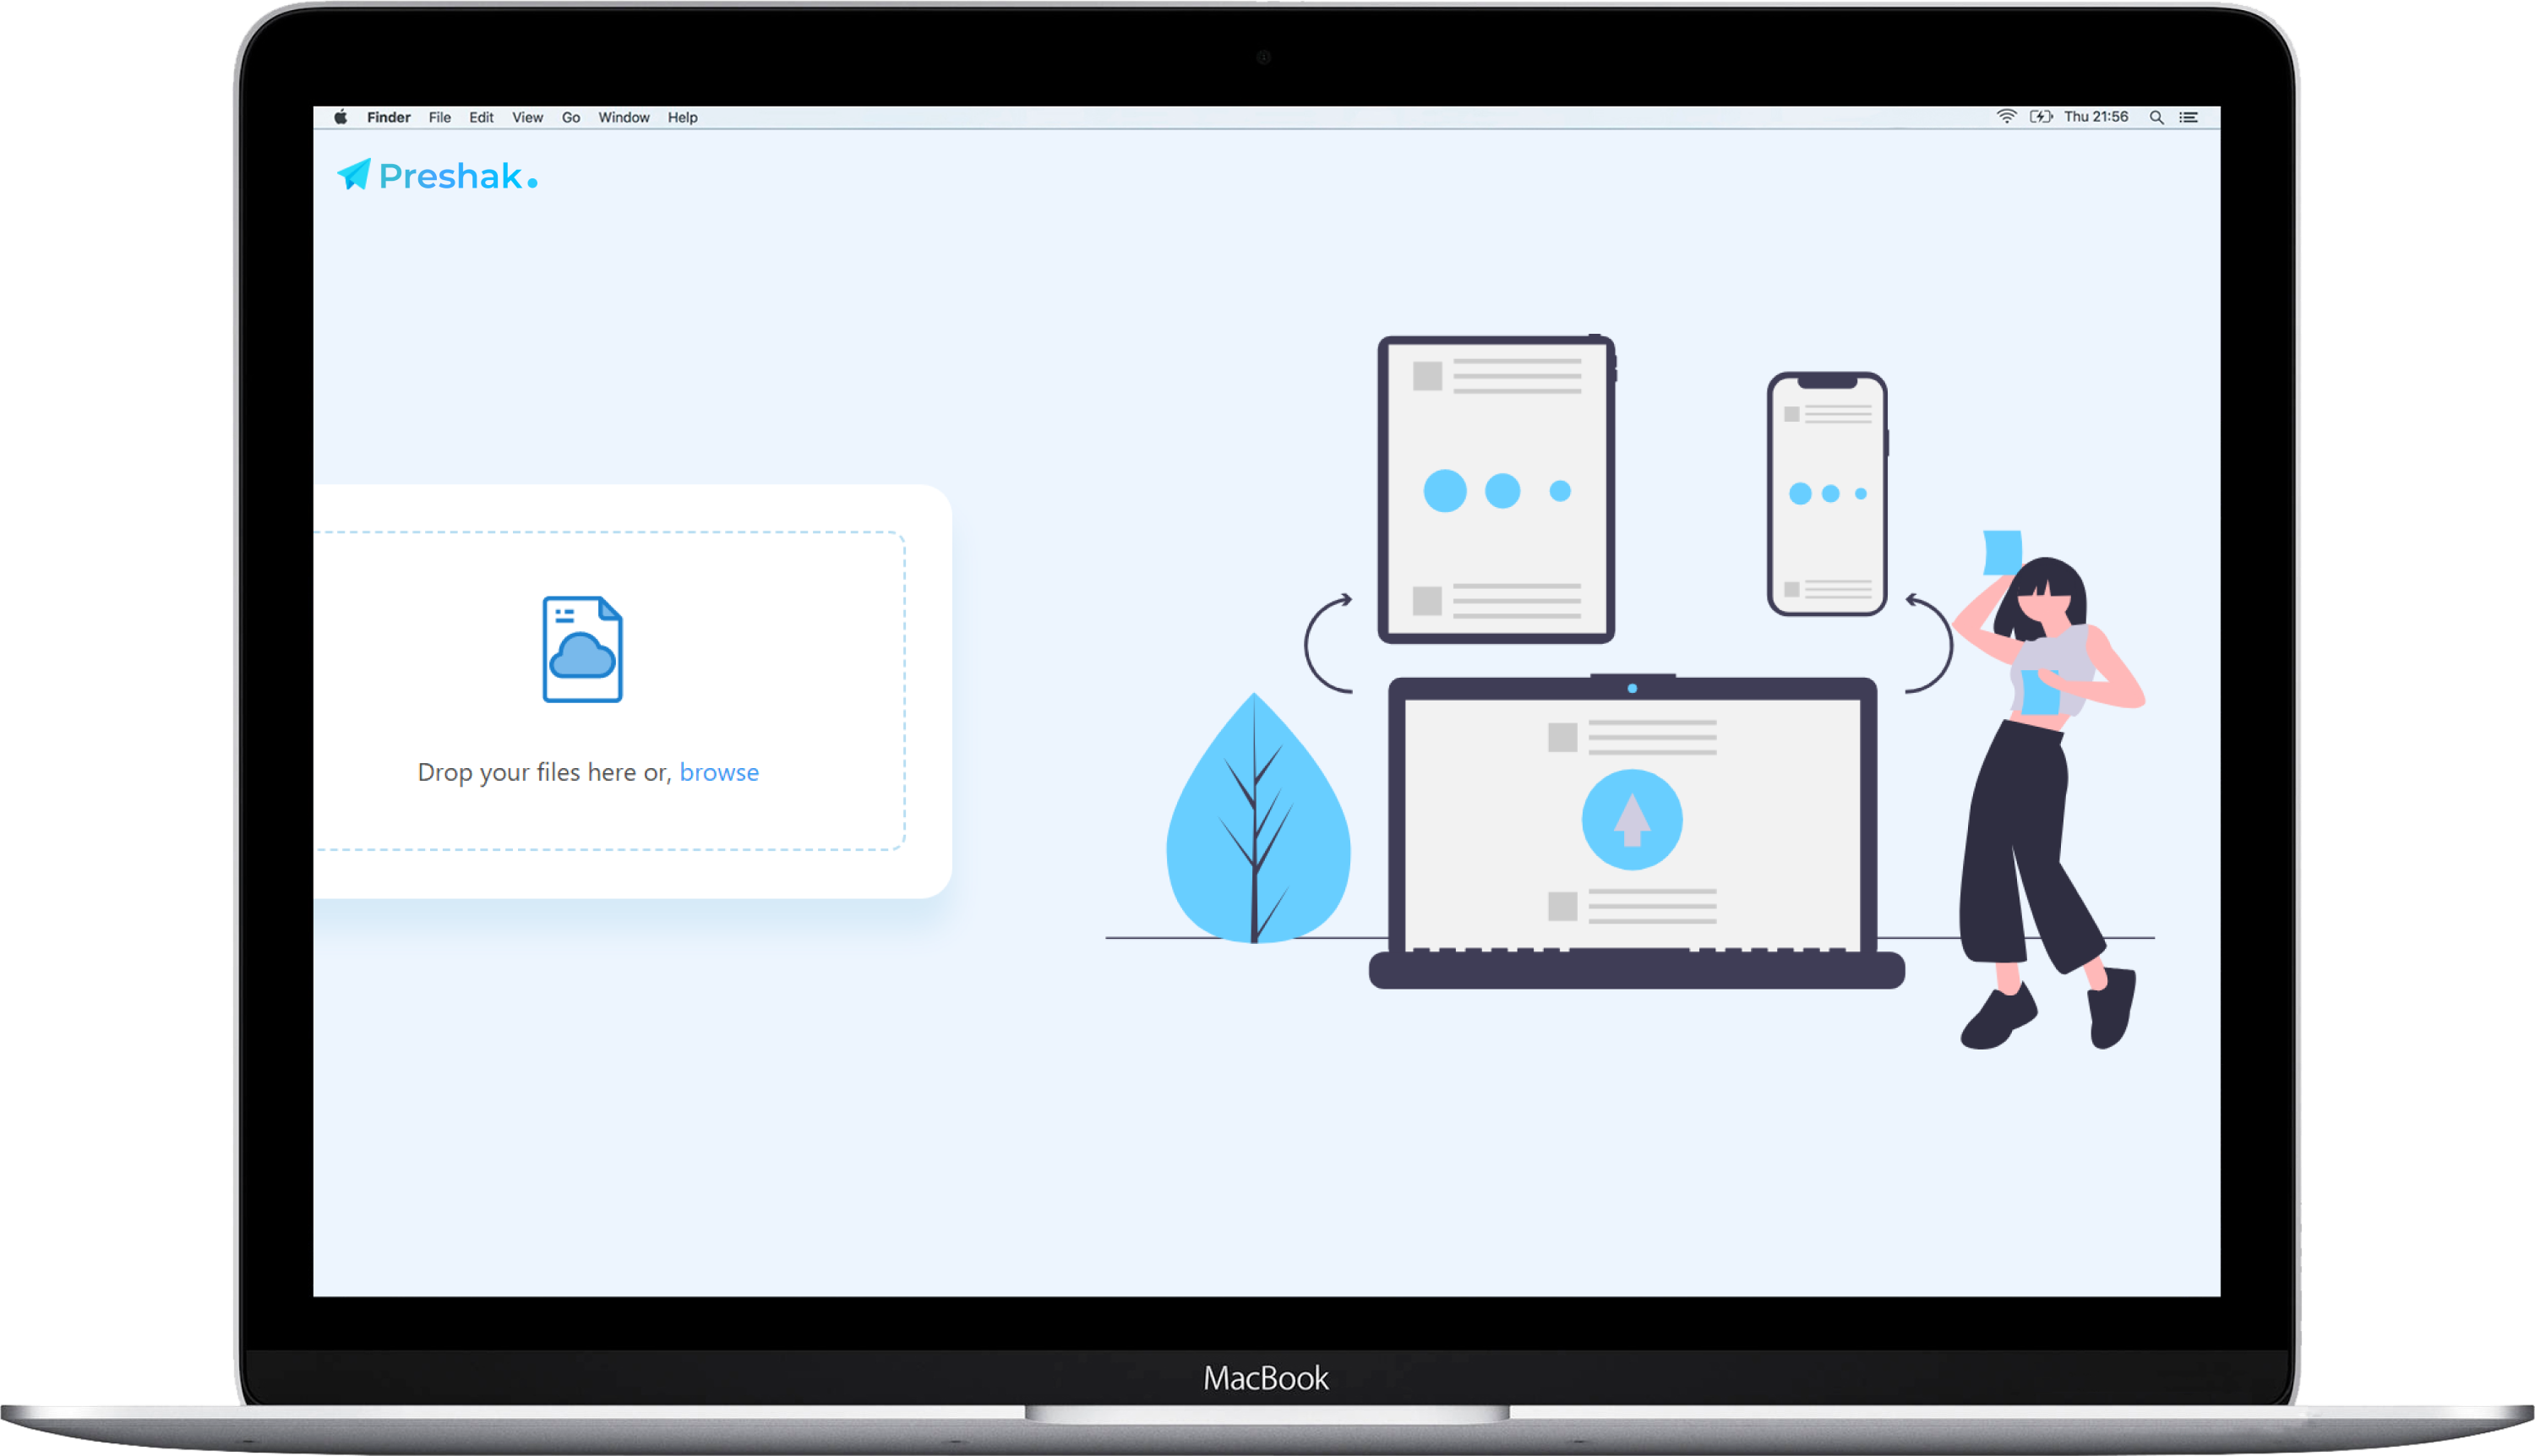 Finder File Edit View Go Window Help Thu 21:56
Preshak.
Drop your files here or, browse
MacBook